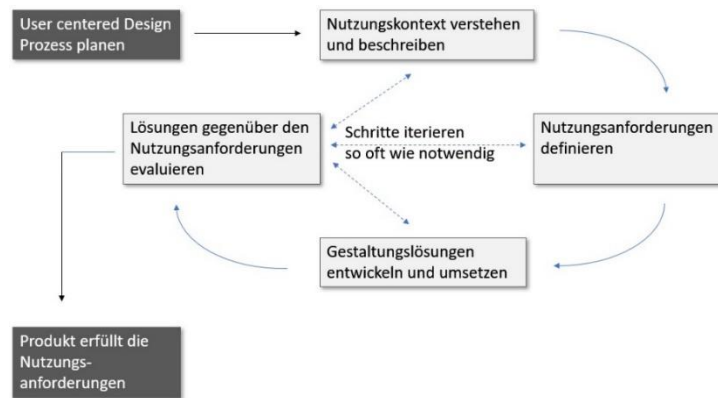 User centered Design
Prozess planen
Nutzungskontext verstehen
und beschreiben
Lösungen gegenüber den
Nutzungsanforderungen
evaluieren
Schritte iterieren
so oft wie notwendig
Nutzungsanforderungen
definieren
Gestaltungslösungen
entwickeln und umsetzen
Produkt erfüllt die
Nutzungs-
anforderungen